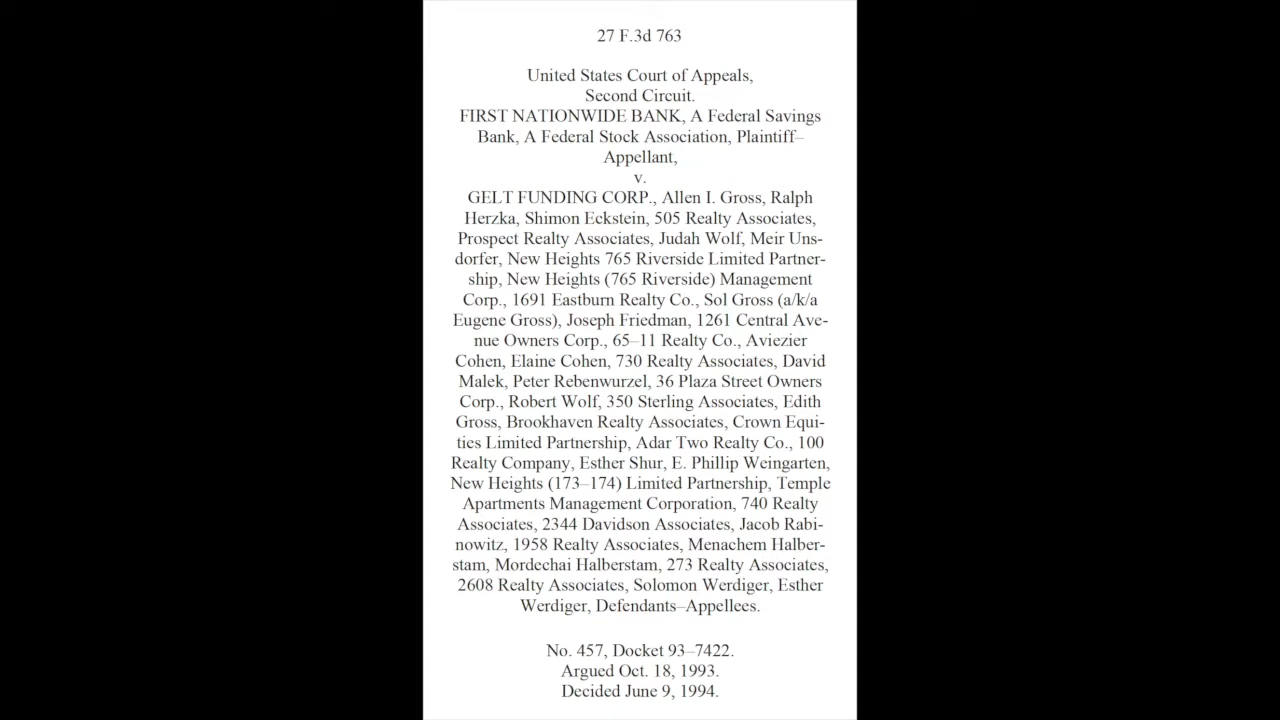 27 F.3d 763
United States Court of Appeals,
Second Circuit.
FIRST NATIONWIDE BANK, A Federal Savings
Bank, A Federal Stock Association, Plaintiff–
Appellant,
v.
GELT FUNDING CORP., Allen I. Gross, Ralph
Herzka, Shimon Eckstein, 505 Realty Associates,
Prospect Realty Associates, Judah Wolf, Meir Uns-
dorfer, New Heights 765 Riverside Limited Partner-
ship, New Heights (765 Riverside) Management
Corp., 1691 Eastburn Realty Co., Sol Gross (a/k/a
Eugene Gross), Joseph Friedman, 1261 Central Ave-
nue Owners Corp., 65–11 Realty Co., Aviezier
Cohen, Elaine Cohen, 730 Realty Associates, David
Malek, Peter Rebenwurzel, 36 Plaza Street Owners
Corp., Robert Wolf, 350 Sterling Associates, Edith
Gross, Brookhaven Realty Associates, Crown Equi-
ties Limited Partnership, Adar Two Realty Co., 100
Realty Company, Esther Shur, E. Phillip Weingarten,
New Heights (173–174) Limited Partnership, Temple
Apartments Management Corporation, 740 Realty
Associates, 2344 Davidson Associates, Jacob Rabi-
nowitz, 1958 Realty Associates, Menachem Halber-
stam, Mordechai Halberstam, 273 Realty Associates,
2608 Realty Associates, Solomon Werdiger, Esther
Werdiger, Defendants–Appellees.
No. 457, Docket 93–7422.
Argued Oct. 18, 1993.
Decided June 9, 1994.